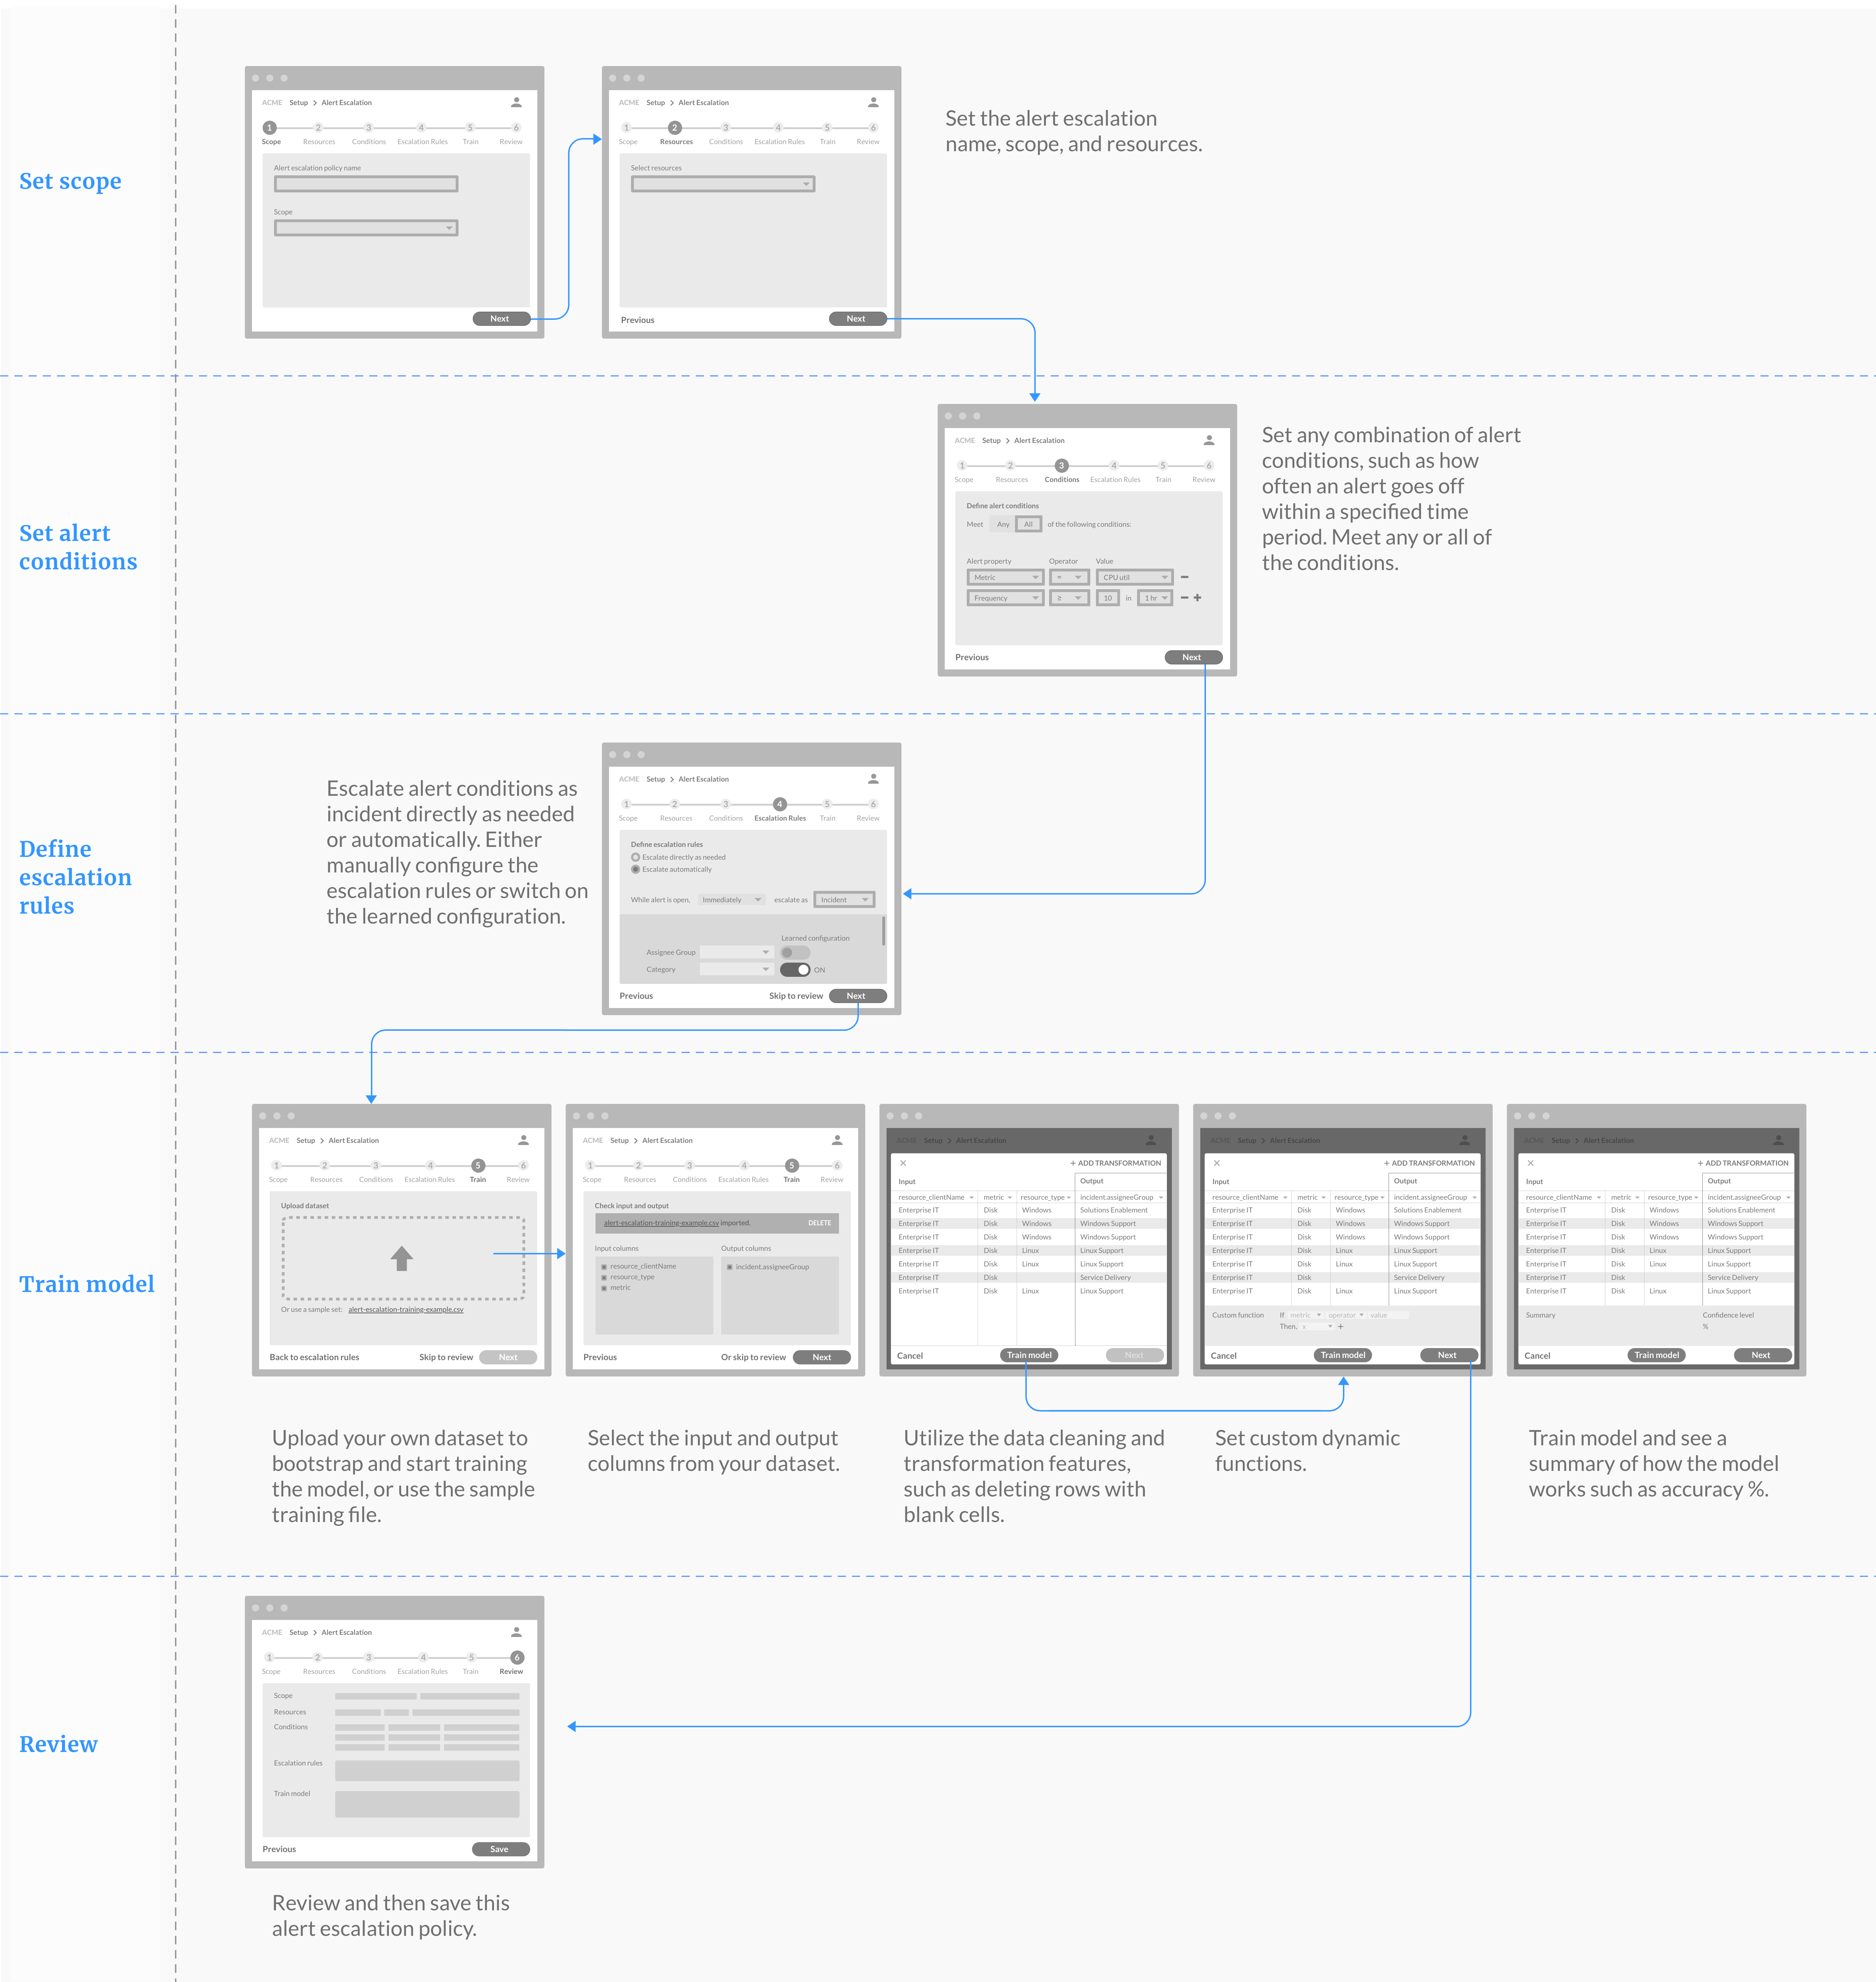 Set scope
ACME Setup > Alert Escalation
1 2 3 4 5 6
Scope Resources Conditions Escalation Rules Train Review
Alert escalation policy name
Scope
Next
ACME Setup > Alert Escalation
1 2 3 4 5 6
Scope Resources Conditions Escalation Rules Train Review
Select resources
Previous Next
Set the alert escalation
name, scope, and resources.
Set alert
conditions
ACME Setup > Alert Escalation
1 2 3 4 5 6
Scope Resources Conditions Escalation Rules Train Review
Define alert conditions
Meet Any All of the following conditions:
Alert property Operator Value
Metric = CPU util −
Frequency ≥ 10 in 1 hr − +
Previous Next
Set any combination of alert
conditions, such as how
often an alert goes off
within a specified time
period. Meet any or all of
the conditions.
Define
escalation
rules
Escalate alert conditions as
incident directly as needed
or automatically. Either
manually configure the
escalation rules or switch on
the learned configuration.
ACME Setup > Alert Escalation
1 2 3 4 5 6
Scope Resources Conditions Escalation Rules Train Review
Define escalation rules
Escalate directly as needed
Escalate automatically
While alert is open, Immediately escalate as Incident
Learned configuration
Assignee Group
Category ON
Previous Skip to review Next
Train model
ACME Setup > Alert Escalation
1 2 3 4 5 6
Scope Resources Conditions Escalation Rules Train Review
Upload dataset
Or use a sample set: alert-escalation-training-example.csv
Back to escalation rules Skip to review Next
Upload your own dataset to
bootstrap and start training
the model, or use the sample
training file.
ACME Setup > Alert Escalation
1 2 3 4 5 6
Scope Resources Conditions Escalation Rules Train Review
Check input and output
alert-escalation-training-example.csv imported. DELETE
Input columns Output columns
resource_clientName incident.assigneeGroup
resource_type
metric
Previous Or skip to review Next
Select the input and output
columns from your dataset.
ACME Setup > Alert Escalation
× + ADD TRANSFORMATION
Input Output
resource_clientName metric resource_type incident.assigneeGroup
Enterprise IT Disk Windows Solutions Enablement
Enterprise IT Disk Windows Windows Support
Enterprise IT Disk Windows Windows Support
Enterprise IT Disk Linux Linux Support
Enterprise IT Disk Linux Linux Support
Enterprise IT Disk Service Delivery
Enterprise IT Disk Linux Linux Support
Cancel Train model Next
Utilize the data cleaning and
transformation features,
such as deleting rows with
blank cells.
ACME Setup > Alert Escalation
× + ADD TRANSFORMATION
Input Output
resource_clientName metric resource_type incident.assigneeGroup
Enterprise IT Disk Windows Solutions Enablement
Enterprise IT Disk Windows Windows Support
Enterprise IT Disk Windows Windows Support
Enterprise IT Disk Linux Linux Support
Enterprise IT Disk Linux Linux Support
Enterprise IT Disk Service Delivery
Enterprise IT Disk Linux Linux Support
Custom function If metric operator value
Then, x +
Cancel Train model Next
Set custom dynamic
functions.
ACME Setup > Alert Escalation
× + ADD TRANSFORMATION
Input Output
resource_clientName metric resource_type incident.assigneeGroup
Enterprise IT Disk Windows Solutions Enablement
Enterprise IT Disk Windows Windows Support
Enterprise IT Disk Windows Windows Support
Enterprise IT Disk Linux Linux Support
Enterprise IT Disk Linux Linux Support
Enterprise IT Disk Service Delivery
Enterprise IT Disk Linux Linux Support
Summary Confidence level
%
Cancel Train model Next
Train model and see a
summary of how the model
works such as accuracy %.
Review
ACME Setup > Alert Escalation
1 2 3 4 5 6
Scope Resources Conditions Escalation Rules Train Review
Scope
Resources
Conditions
Escalation rules
Train model
Previous Save
Review and then save this
alert escalation policy.